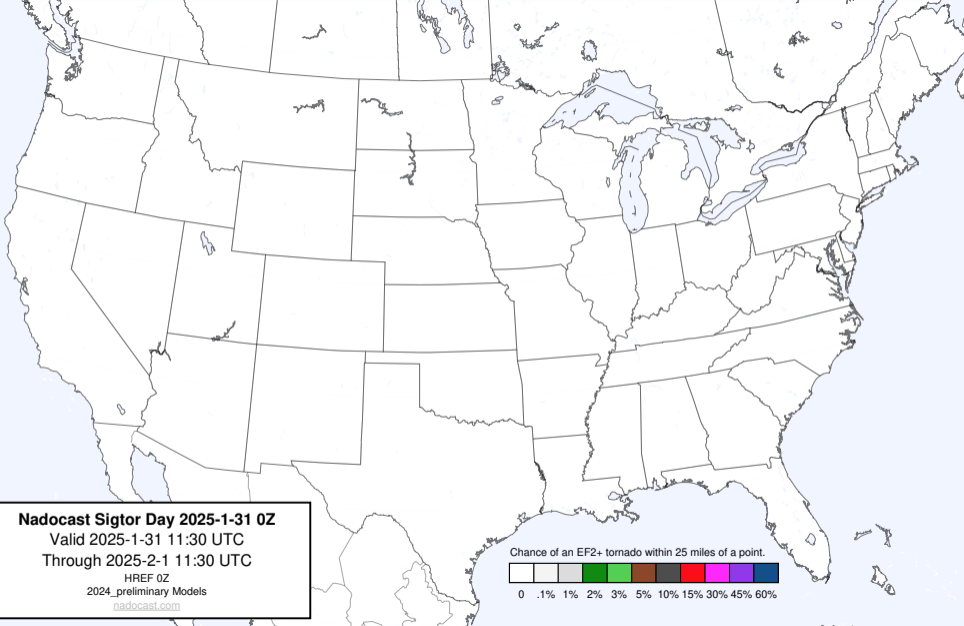 Nadocast Sigtor Day 2025-1-31 0Z
Valid 2025-1-31 11:30 UTC
Through 2025-2-1 11:30 UTC
HREF 0Z
2024_preliminary Models
nadocast.com
Chance of an EF2+ tornado within 25 miles of a point.
0 .1% 1% 2% 3% 5% 10% 15% 30% 45% 60%